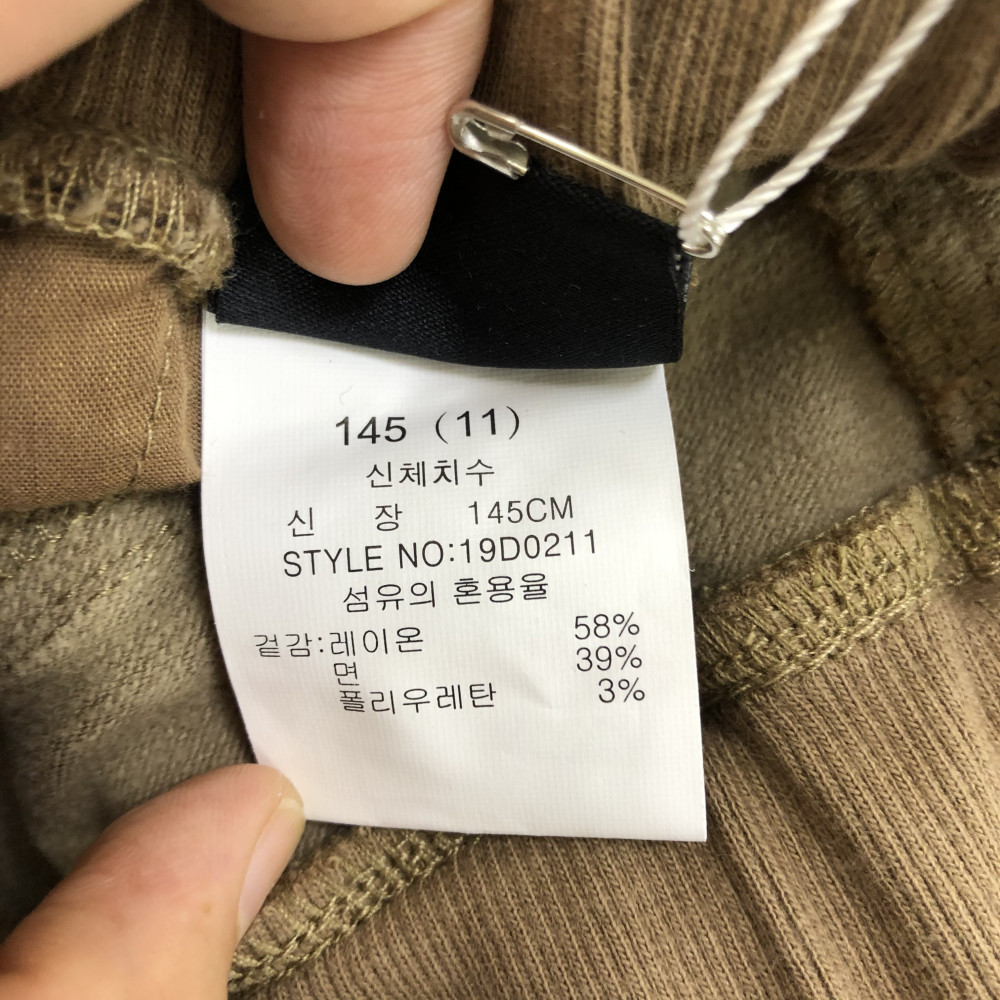 145 (11)
신체치수
신 장 145CM
STYLE NO:19D0211
섬유의 혼용율
겉감:레이온 58%
면 39%
폴리우레탄 3%